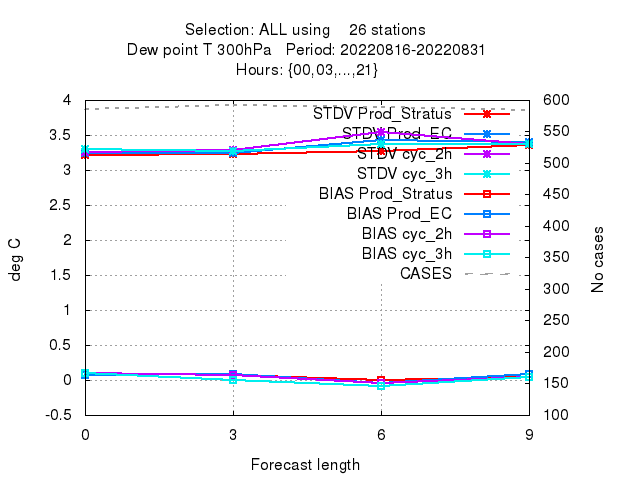 Selection: ALL using 26 stations
Dew point T 300hPa Period: 20220816-20220831
Hours: {00,03,...,21}
4
3.5
3
2.5
2
1.5
1
0.5
0
-0.5
deg C
600
550
500
450
400
350
300
250
200
150
100
No cases
STDV Prod_Stratus
STDV Prod_EC
STDV cyc_2h
STDV cyc_3h
BIAS Prod_Stratus
BIAS Prod_EC
BIAS cyc_2h
BIAS cyc_3h
CASES
0 3 6 9
Forecast length